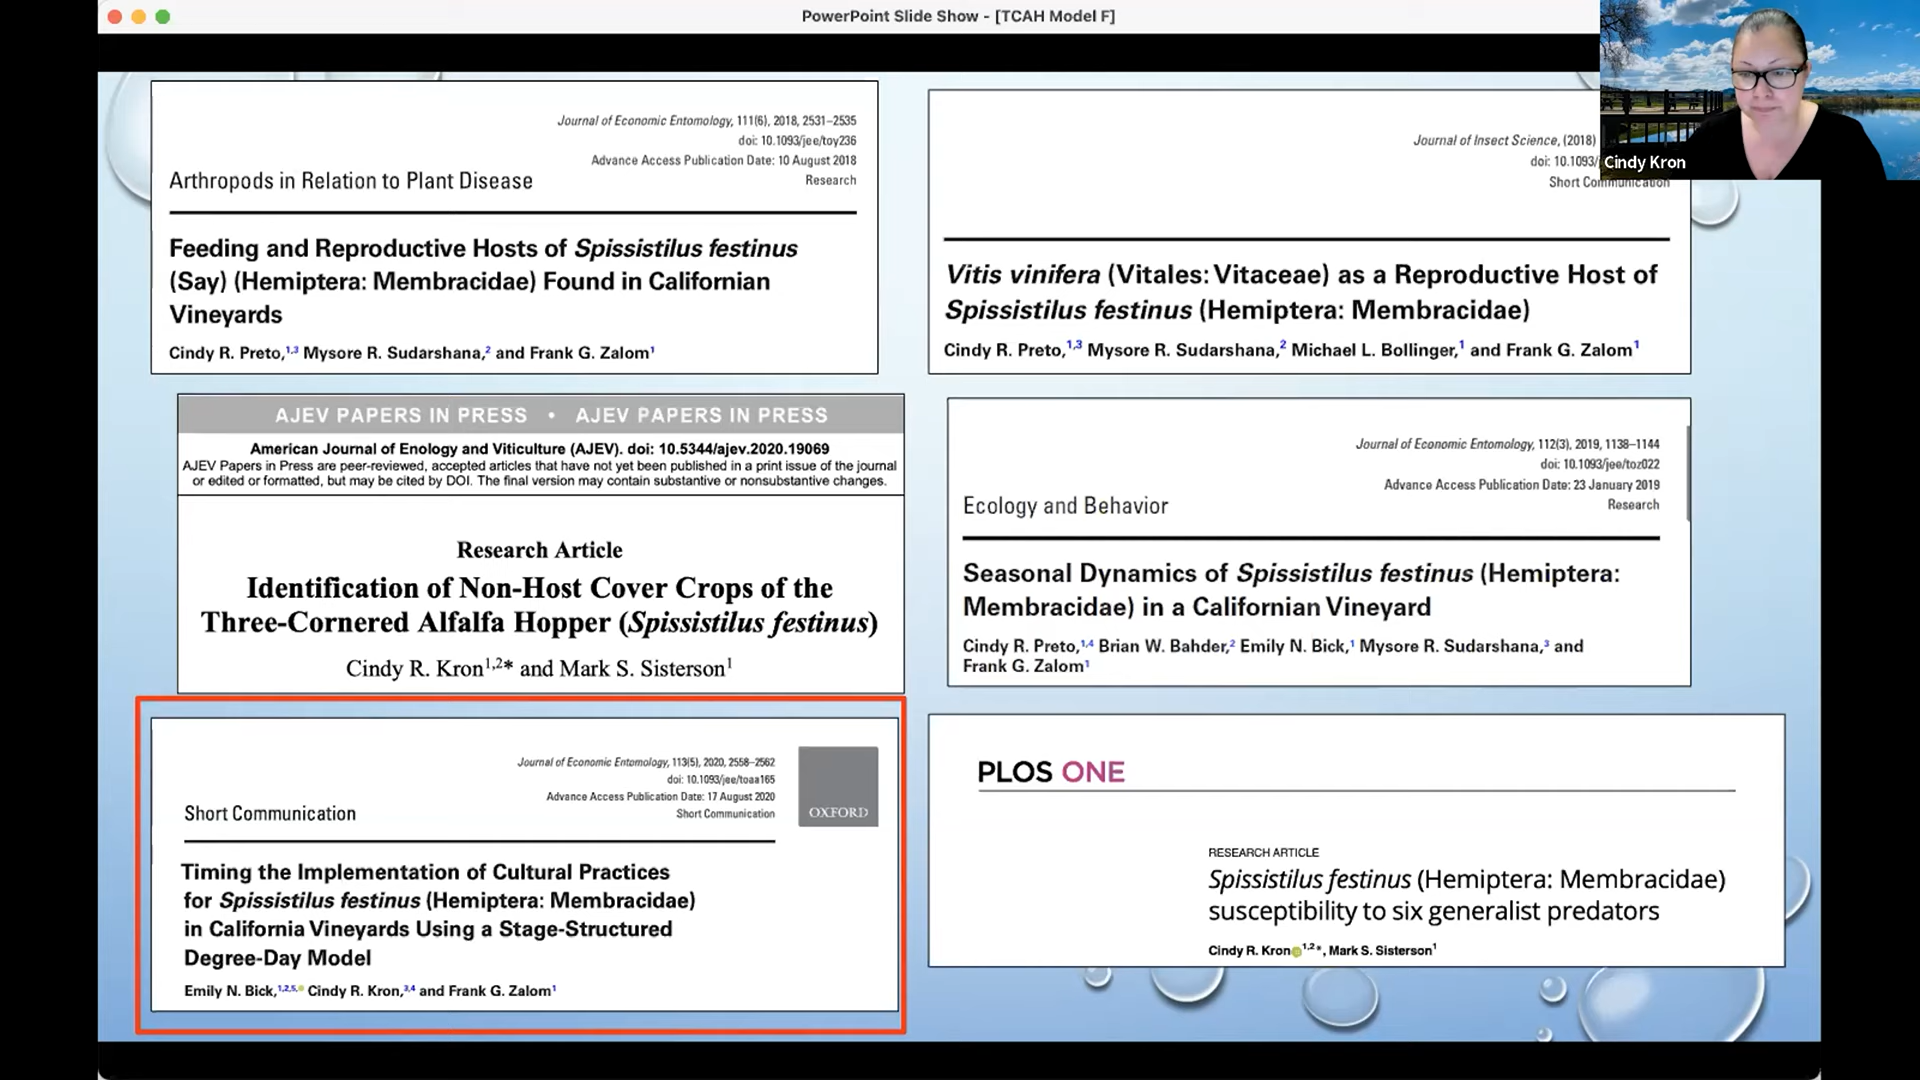 PowerPoint Slide Show - [TCAH Model F]
Journal of Economic Entomology, 111(6), 2018, 2531–2535
doi: 10.1093/jee/toy236
Advance Access Publication Date: 10 August 2018
Research
Arthropods in Relation to Plant Disease
Feeding and Reproductive Hosts of Spissistilus festinus
(Say) (Hemiptera: Membracidae) Found in Californian
Vineyards
Cindy R. Preto,1,3 Mysore R. Sudarshana,2 and Frank G. Zalom1
Journal of Insect Science, (2018)
doi: 10.1093/
Short Communication
Cindy Kron
Vitis vinifera (Vitales: Vitaceae) as a Reproductive Host of
Spissistilus festinus (Hemiptera: Membracidae)
Cindy R. Preto,1,3 Mysore R. Sudarshana,2 Michael L. Bollinger,1 and Frank G. Zalom1
AJEV PAPERS IN PRESS • AJEV PAPERS IN PRESS
American Journal of Enology and Viticulture (AJEV). doi: 10.5344/ajev.2020.19069
AJEV Papers in Press are peer-reviewed, accepted articles that have not yet been published in a print issue of the journal
or edited or formatted, but may be cited by DOI. The final version may contain substantive or nonsubstantive changes.
Research Article
Identification of Non-Host Cover Crops of the
Three-Cornered Alfalfa Hopper (Spissistilus festinus)
Cindy R. Kron1,2* and Mark S. Sisterson1
Journal of Economic Entomology, 112(3), 2019, 1138–1144
doi: 10.1093/jee/toz022
Advance Access Publication Date: 23 January 2019
Research
Ecology and Behavior
Seasonal Dynamics of Spissistilus festinus (Hemiptera:
Membracidae) in a Californian Vineyard
Cindy R. Preto,1,4 Brian W. Bahder,2 Emily N. Bick,1 Mysore R. Sudarshana,3 and
Frank G. Zalom1
Journal of Economic Entomology, 113(5), 2020, 2558–2562
doi: 10.1093/jee/toaa165
Advance Access Publication Date: 17 August 2020
Short Communication
OXFORD
Short Communication
Timing the Implementation of Cultural Practices
for Spissistilus festinus (Hemiptera: Membracidae)
in California Vineyards Using a Stage-Structured
Degree-Day Model
Emily N. Bick,1,2,5, Cindy R. Kron,3,4 and Frank G. Zalom1
PLOS ONE
RESEARCH ARTICLE
Spissistilus festinus (Hemiptera: Membracidae)
susceptibility to six generalist predators
Cindy R. Kron1,2*, Mark S. Sisterson1